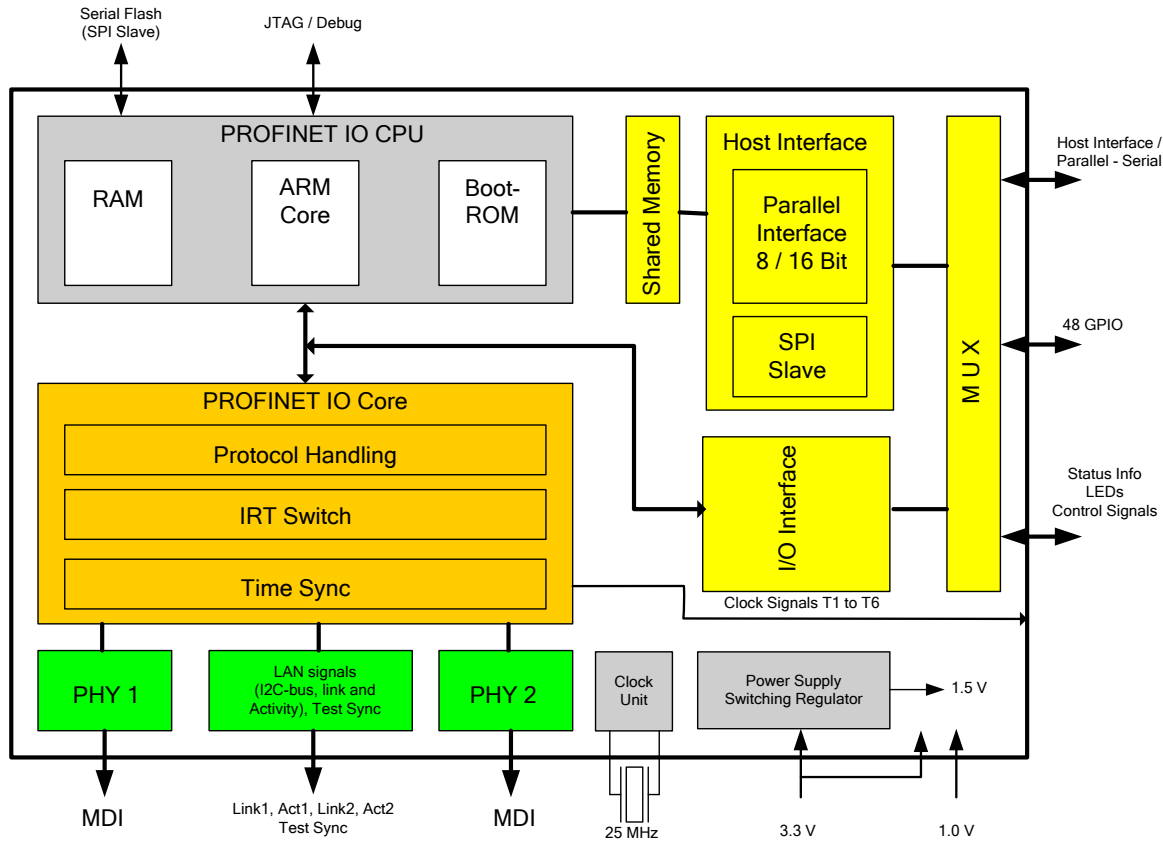 Serial Flash
(SPI Slave)
JTAG / Debug
PROFINET IO CPU
RAM
ARM
Core
Boot-
ROM
Shared Memory
Host Interface
Parallel
Interface
8 / 16 Bit
SPI
Slave
M U X
Host Interface /
Parallel - Serial
48 GPIO
Status Info
LEDs
Control Signals
PROFINET IO Core
Protocol Handling
IRT Switch
Time Sync
I/O Interface
Clock Signals T1 to T6
PHY 1
LAN signals
(I2C-bus, link and
Activity), Test Sync
PHY 2
Clock
Unit
Power Supply
Switching Regulator
1.5 V
MDI
Link1, Act1, Link2, Act2
Test Sync
MDI
25 MHz
3.3 V
1.0 V